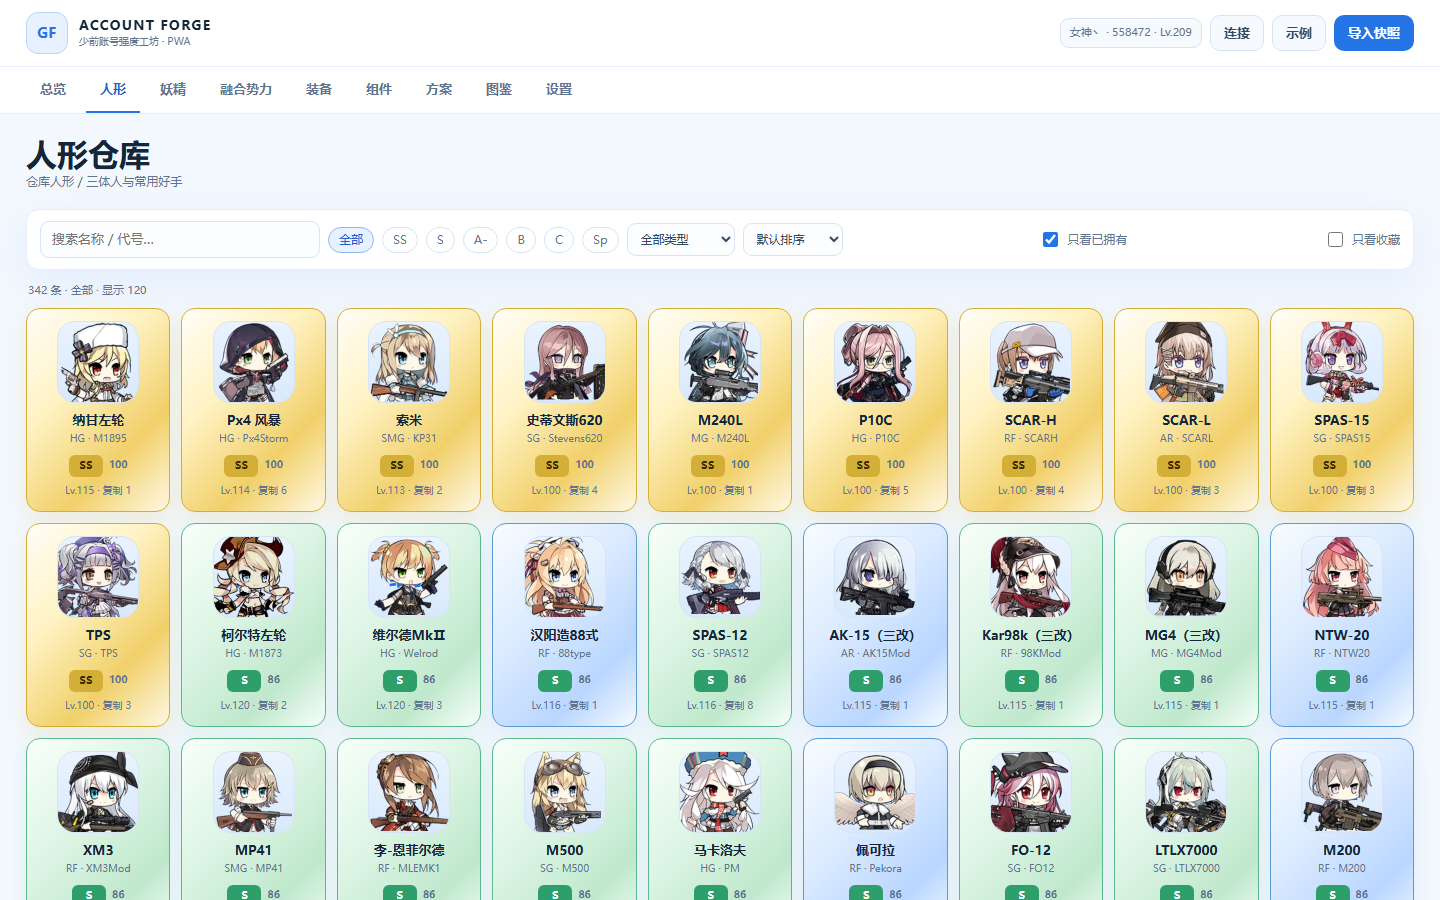 GF
ACCOUNT FORGE
少前账号强度工坊 · PWA
女神丶 · 558472 · Lv.209
连接
示例
导入快照
总览
人形
妖精
融合势力
装备
组件
方案
图鉴
设置
人形仓库
仓库人形 / 三体人与常用好手
搜索名称 / 代号...
全部
SS
S
A-
B
C
Sp
全部类型
默认排序
只看已拥有
只看收藏
342 条 · 全部 · 显示 120
纳甘左轮
HG · M1895
SS 100
Lv.115 · 复制 1
Px4 风暴
HG · Px4Storm
SS 100
Lv.114 · 复制 6
索米
SMG · KP31
SS 100
Lv.113 · 复制 2
史蒂文斯620
SG · Stevens620
SS 100
Lv.100 · 复制 4
M240L
MG · M240L
SS 100
Lv.100 · 复制 1
P10C
HG · P10C
SS 100
Lv.100 · 复制 5
SCAR-H
RF · SCARH
SS 100
Lv.100 · 复制 4
SCAR-L
AR · SCARL
SS 100
Lv.100 · 复制 3
SPAS-15
SG · SPAS15
SS 100
Lv.100 · 复制 3
TPS
SG · TPS
SS 100
Lv.100 · 复制 3
柯尔特左轮
HG · M1873
S 86
Lv.120 · 复制 2
维尔德MkⅡ
HG · Welrod
S 86
Lv.120 · 复制 3
汉阳造88式
RF · 88type
S 86
Lv.116 · 复制 1
SPAS-12
SG · SPAS12
S 86
Lv.116 · 复制 8
AK-15（三改）
AR · AK15Mod
S 86
Lv.115 · 复制 1
Kar98k（三改）
RF · 98KMod
S 86
Lv.115 · 复制 1
MG4（三改）
MG · MG4Mod
S 86
Lv.115 · 复制 1
NTW-20
RF · NTW20
S 86
Lv.115 · 复制 1
XM3
RF · XM3Mod
S 86
MP41
SMG · MP41
S 86
李-恩菲尔德
RF · MLEMK1
S 86
M500
SG · M500
S 86
马卡洛夫
HG · PM
S 86
佩可拉
RF · Pekora
S 86
FO-12
SG · FO12
S 86
LTLX7000
SG · LTLX7000
S 86
M200
RF · M200
S 86